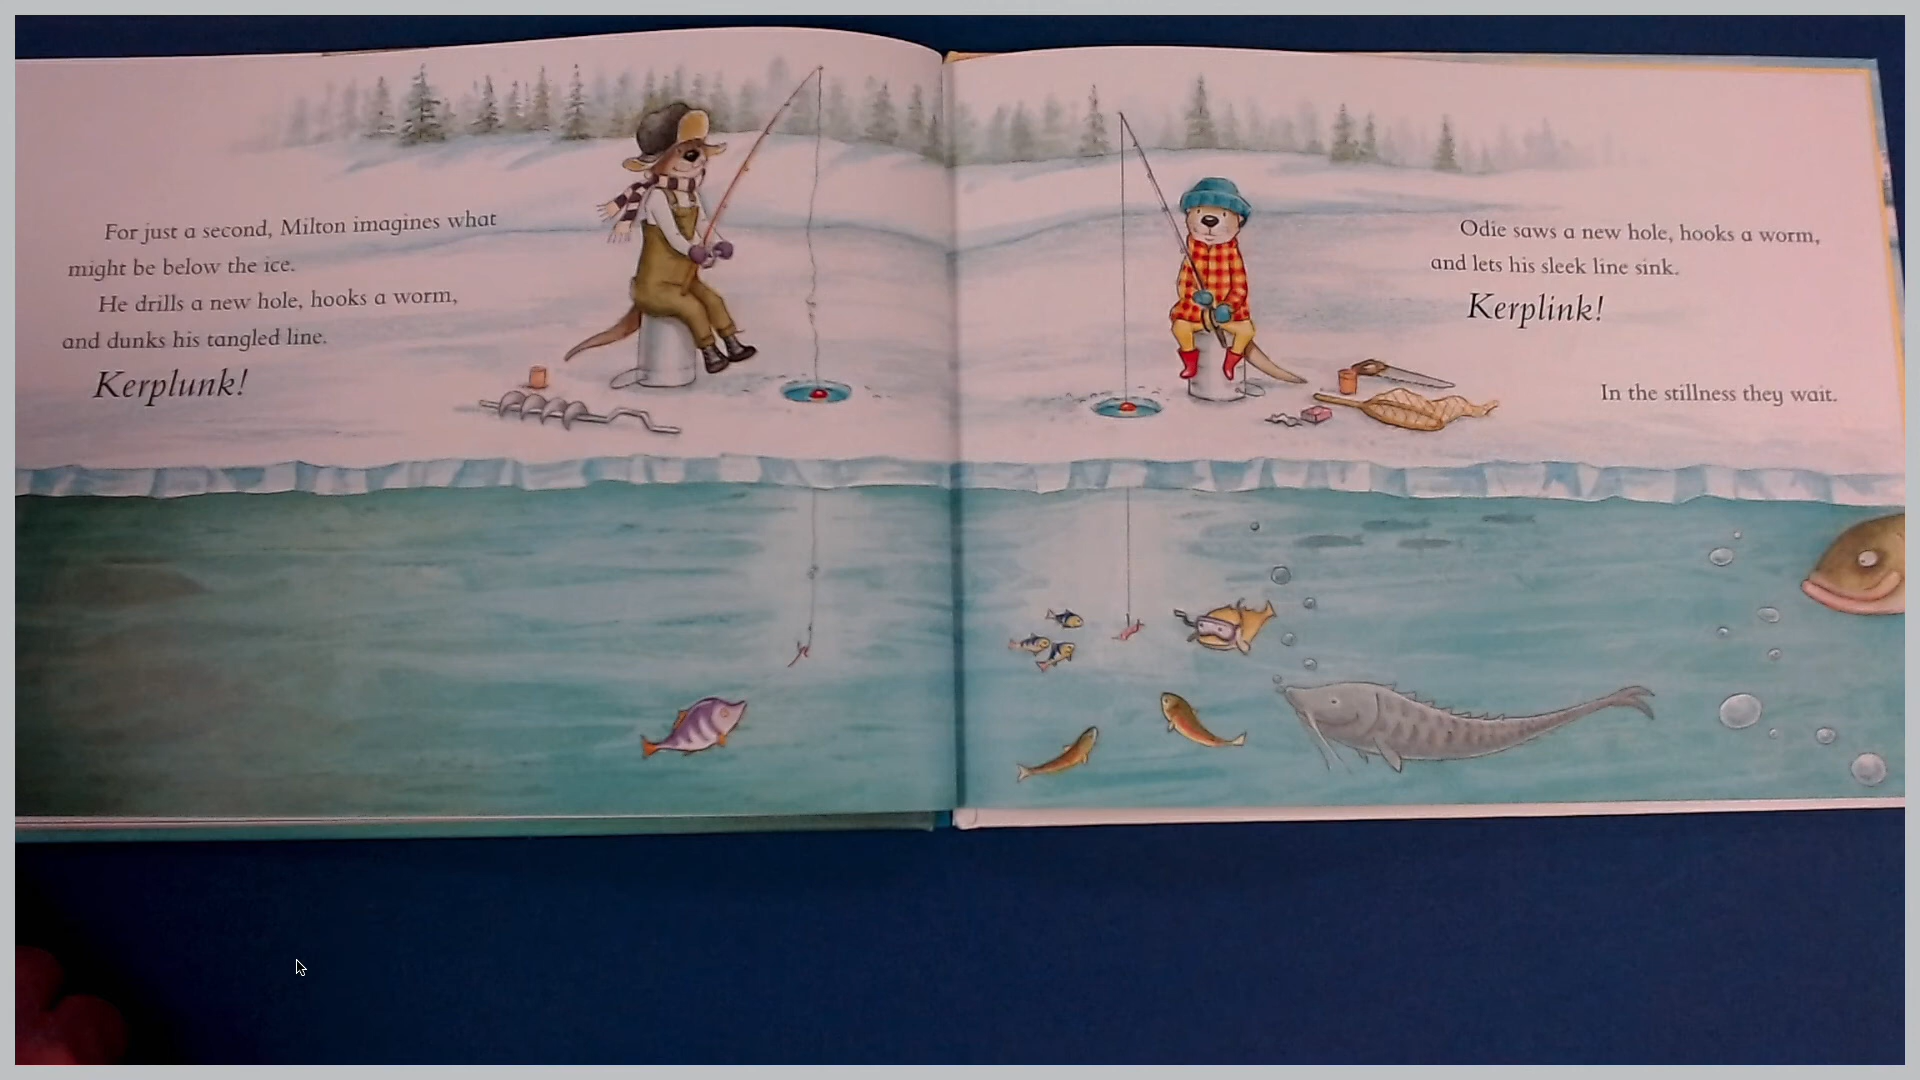 For just a second, Milton imagines what
might be below the ice.
He drills a new hole, hooks a worm,
and dunks his tangled line.
Kerplunk!
Odie saws a new hole, hooks a worm,
and lets his sleek line sink.
Kerplink!
In the stillness they wait.